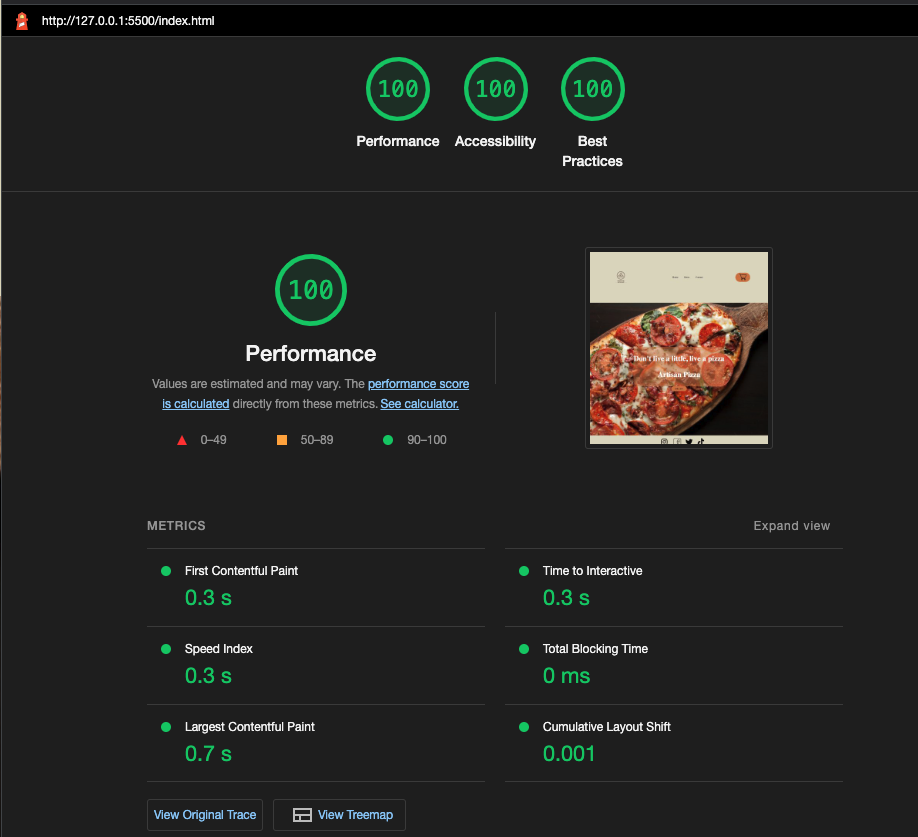 http://127.0.0.1:5500/index.html
100
100
100
Performance
Accessibility
Best
Practices
100
Performance
Values are estimated and may vary. The performance score
is calculated directly from these metrics. See calculator.
0–49
50–89
90–100
Don't live a little, live a pizza
Artisan Pizza
METRICS
Expand view
First Contentful Paint
0.3 s
Time to Interactive
0.3 s
Speed Index
0.3 s
Total Blocking Time
0 ms
Largest Contentful Paint
0.7 s
Cumulative Layout Shift
0.001
View Original Trace
View Treemap